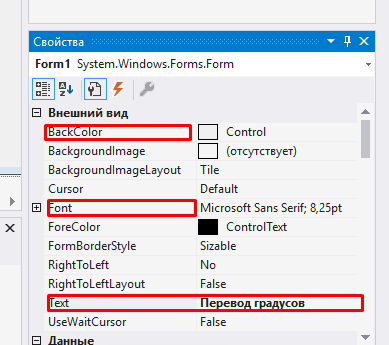 Свойства
Form1 System.Windows.Forms.Form
Внешний вид
BackColor Control
BackgroundImage (отсутствует)
BackgroundImageLayout Tile
Cursor Default
Font Microsoft Sans Serif; 8,25pt
ForeColor ControlText
FormBorderStyle Sizable
RightToLeft No
RightToLeftLayout False
Text Перевод градусов
UseWaitCursor False
Данные